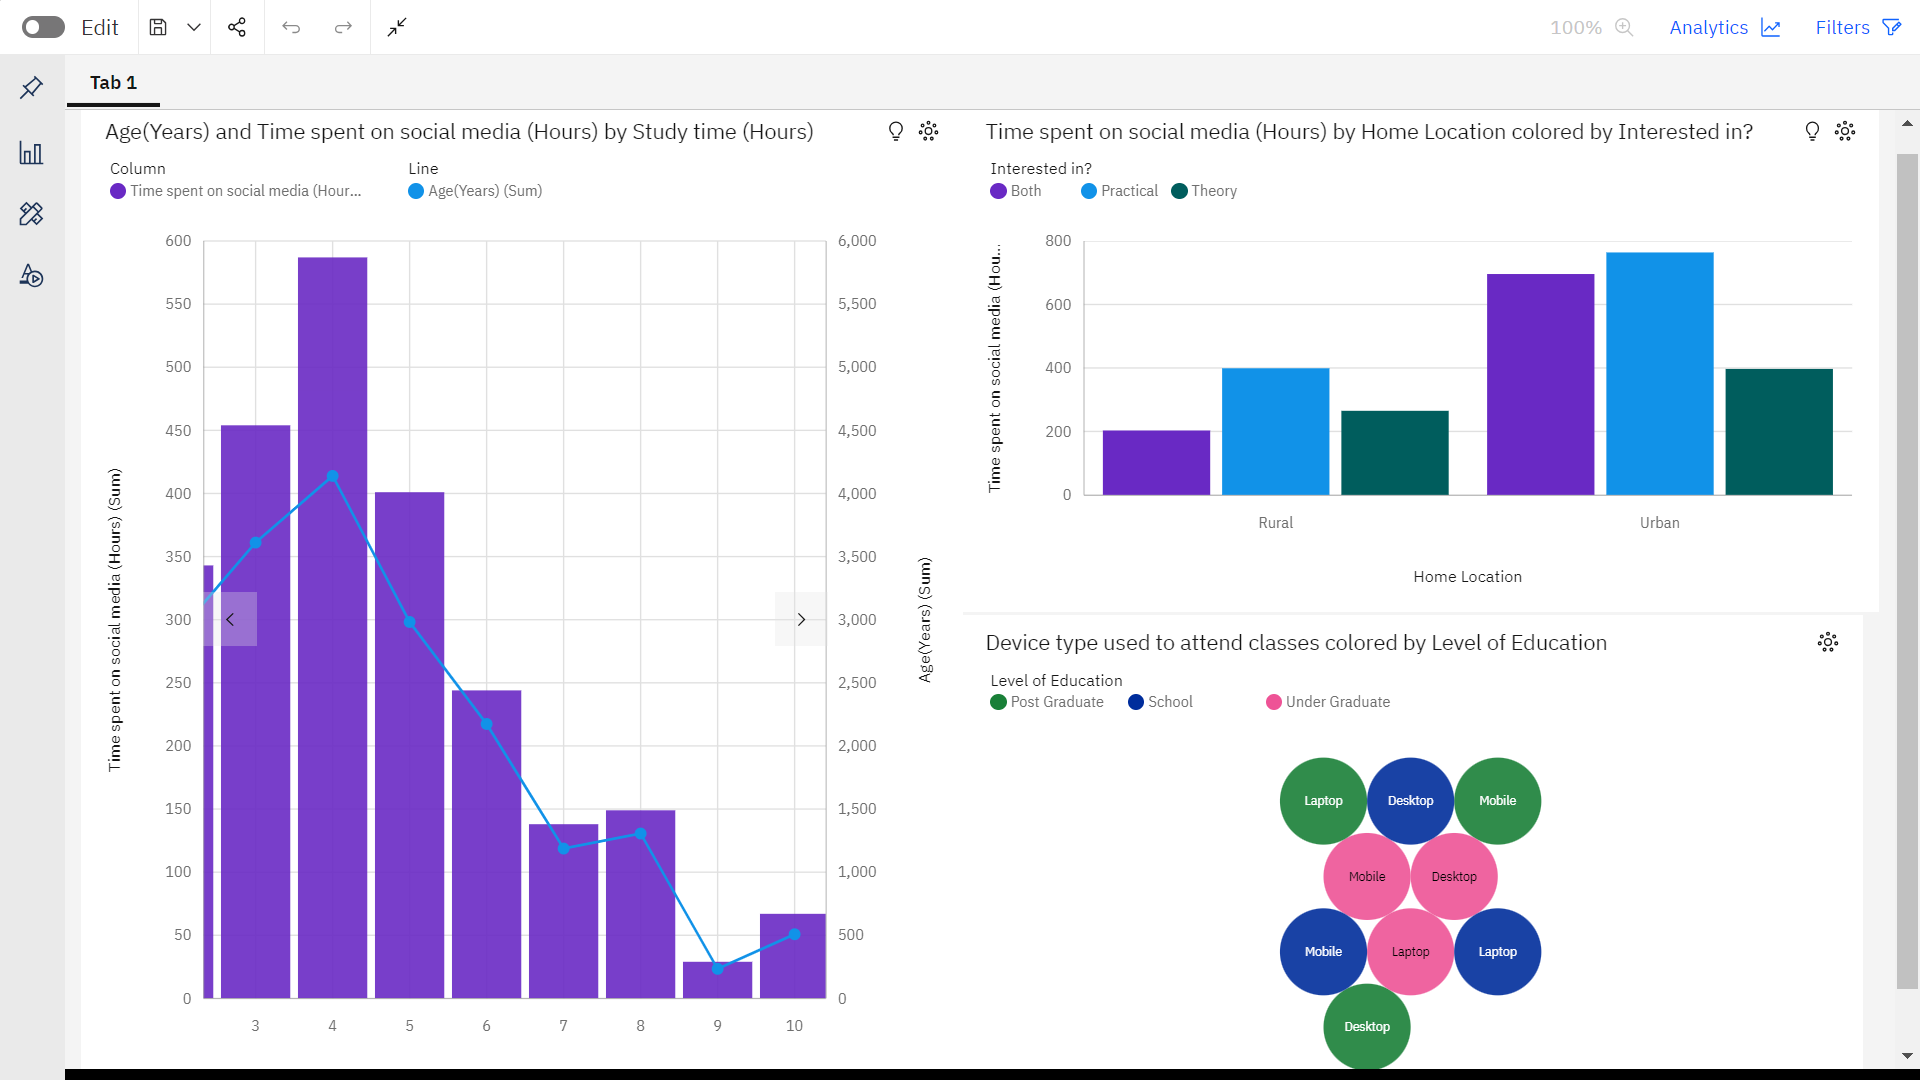 Edit
100%
Analytics
Filters
Tab 1
Age(Years) and Time spent on social media (Hours) by Study time (Hours)
Column
Line
Time spent on social media (Hour...
Age(Years) (Sum)
600
550
500
450
400
350
300
250
200
150
100
50
0
6,000
5,500
5,000
4,500
4,000
3,500
3,000
2,500
2,000
1,500
1,000
500
0
Time spent on social media (Hours) (Sum)
Age(Years) (Sum)
3 4 5 6 7 8 9 10
Time spent on social media (Hours) by Home Location colored by Interested in?
Interested in?
Both Practical Theory
Time spent on social media (Hou...
800
600
400
200
0
Rural Urban
Home Location
Device type used to attend classes colored by Level of Education
Level of Education
Post Graduate School Under Graduate
Laptop Desktop Mobile
Mobile Desktop
Mobile Laptop Laptop
Desktop